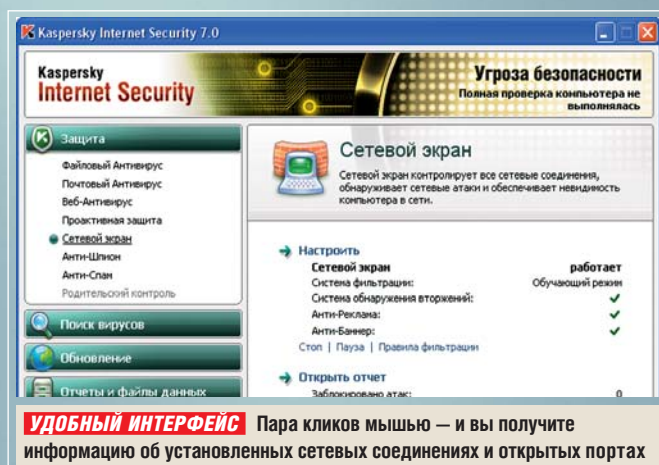 Kaspersky Internet Security 7.0
Kaspersky
Internet Security
Угроза безопасности
Полная проверка компьютера не
выполнялась
Защита
Файловый Антивирус
Почтовый Антивирус
Веб-Антивирус
Проактивная защита
Сетевой экран
Анти-Шпион
Анти-Спам
Родительский контроль
Поиск вирусов
Обновление
Отчеты и файлы данных
Сетевой экран
Сетевой экран контролирует все сетевые соединения,
обнаруживает сетевые атаки и обеспечивает невидимость
компьютера в сети.
Настроить
Сетевой экран работает
Система фильтрации: Обучающий режим
Система обнаружения вторжений:
Анти-Реклама:
Анти-Баннер:
Стоп | Пауза | Правила фильтрации
Открыть отчет
Заблокировано атак: 0
УДОБНЫЙ ИНТЕРФЕЙС Пара кликов мышью — и вы получите
информацию об установленных сетевых соединениях и открытых портах